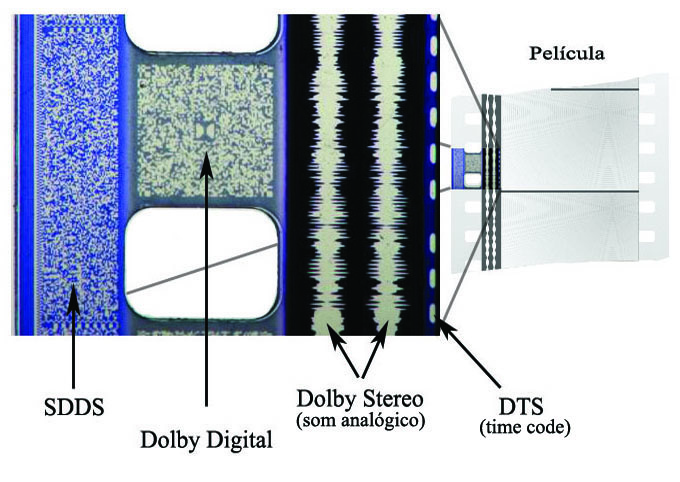 Película
SDDS
Dolby Digital
Dolby Stereo
(som analógico)
DTS
(time code)